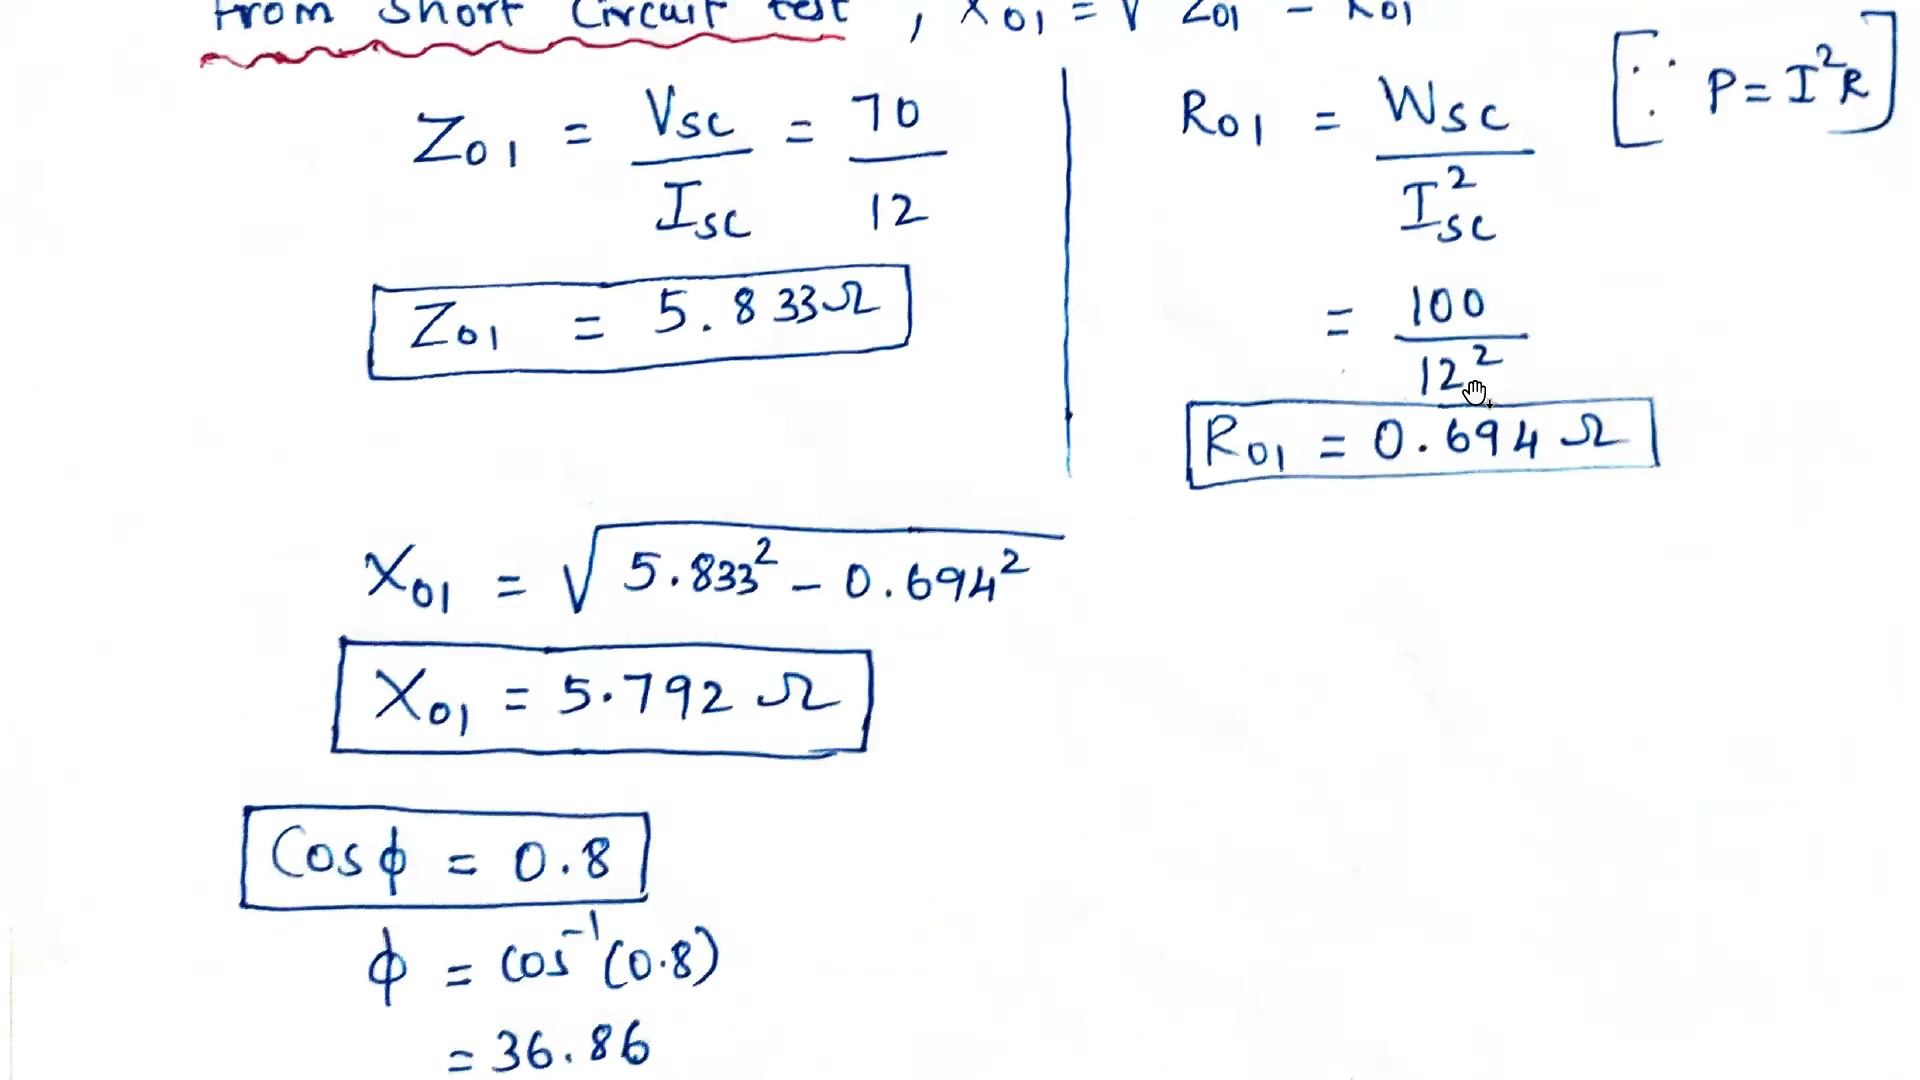 From Short Circuit test , X01 = √ Z01 - R01
Z01 = Vsc / Isc = 70 / 12
Z01 = 5.833Ω
R01 = Wsc / Isc² [∵ P = I²R]
= 100 / 12²
R01 = 0.694 Ω
X01 = √ 5.833² - 0.694²
X01 = 5.792 Ω
Cos ϕ = 0.8
ϕ = cos⁻¹(0.8)
= 36.86